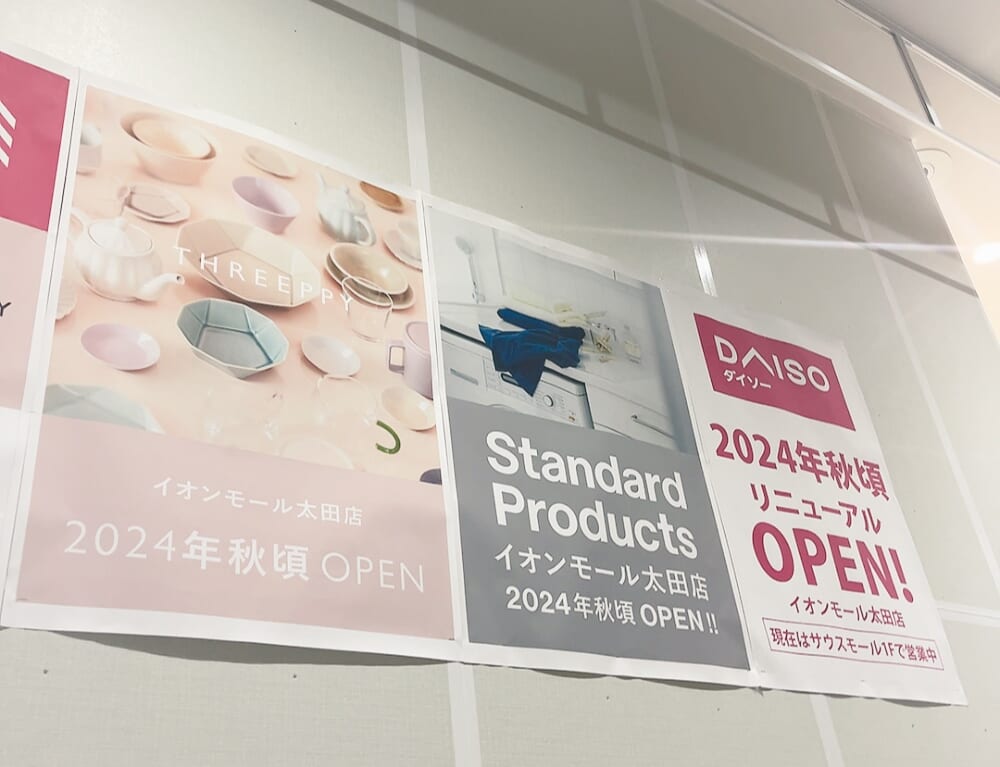 THREEPPY
イオンモール太田店
2024年秋頃 OPEN
Standard
Products
イオンモール太田店
2024年秋頃 OPEN!!
DAISO
ダイソー
2024年秋頃
リニューアル
OPEN!
イオンモール太田店
現在はサウスモール1Fで営業中